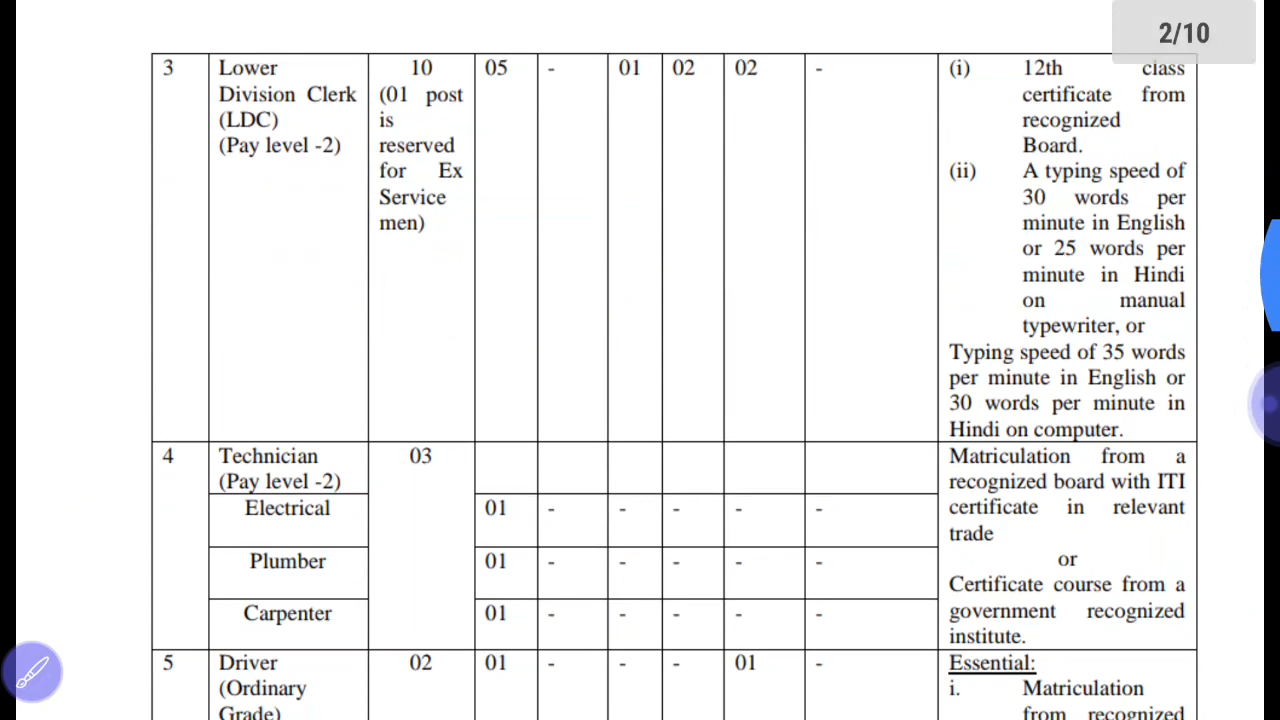 2/10
3
Lower
Division Clerk
(LDC)
(Pay level -2)
10
(01 post
is
reserved
for Ex
Service
men)
05
-
01
02
02
-
(i) 12th class
certificate from
recognized
Board.
(ii) A typing speed of
30 words per
minute in English
or 25 words per
minute in Hindi
on manual
typewriter, or
Typing speed of 35 words
per minute in English or
30 words per minute in
Hindi on computer.
4
Technician
(Pay level -2)
03
Matriculation from a
recognized board with ITI
certificate in relevant
trade
or
Certificate course from a
government recognized
institute.
Electrical
01 - - - - -
Plumber
01 - - - - -
Carpenter
01 - - - - -
5
Driver
(Ordinary
Grade)
02
01
-
-
-
01
-
Essential:
i. Matriculation
from recognized